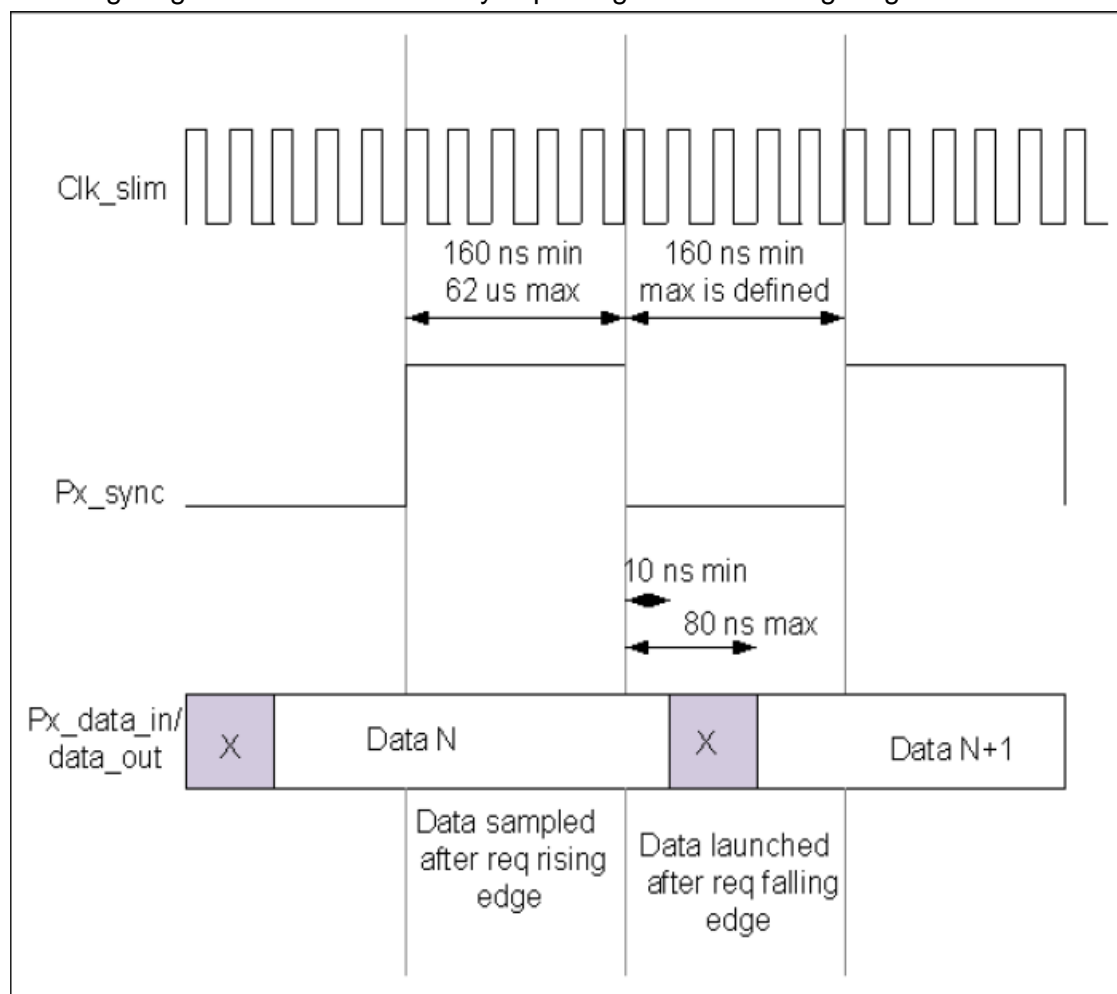 Clk_slim
160 ns min
62 us max
160 ns min
max is defined
Px_sync
10 ns min
80 ns max
Px_data_in/
data_out
X
Data N
X
Data N+1
Data sampled
after req rising
edge
Data launched
after req falling
edge